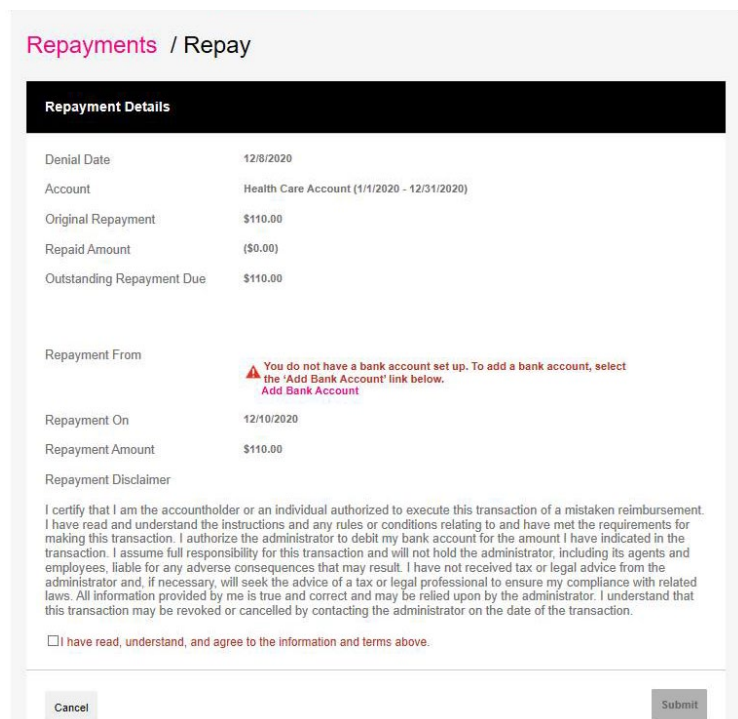 Repayments / Repay
Repayment Details
Denial Date 12/8/2020
Account Health Care Account (1/1/2020 - 12/31/2020)
Original Repayment $110.00
Repaid Amount ($0.00)
Outstanding Repayment Due $110.00
Repayment From
You do not have a bank account set up. To add a bank account, select
the ‘Add Bank Account’ link below.
Add Bank Account
Repayment On 12/10/2020
Repayment Amount $110.00
Repayment Disclaimer
I certify that I am the accountholder or an individual authorized to execute this transaction of a mistaken reimbursement.
I have read and understand the instructions and any rules or conditions relating to and have met the requirements for
making this transaction. I authorize the administrator to debit my bank account for the amount I have indicated in the
transaction. I assume full responsibility for this transaction and will not hold the administrator, including its agents and
employees, liable for any adverse consequences that may result. I have not received tax or legal advice from the
administrator and, if necessary, will seek the advice of a tax or legal professional to ensure my compliance with related
laws. All information provided by me is true and correct and may be relied upon by the administrator. I understand that
this transaction may be revoked or cancelled by contacting the administrator on the date of the transaction.
I have read, understand, and agree to the information and terms above.
Cancel Submit